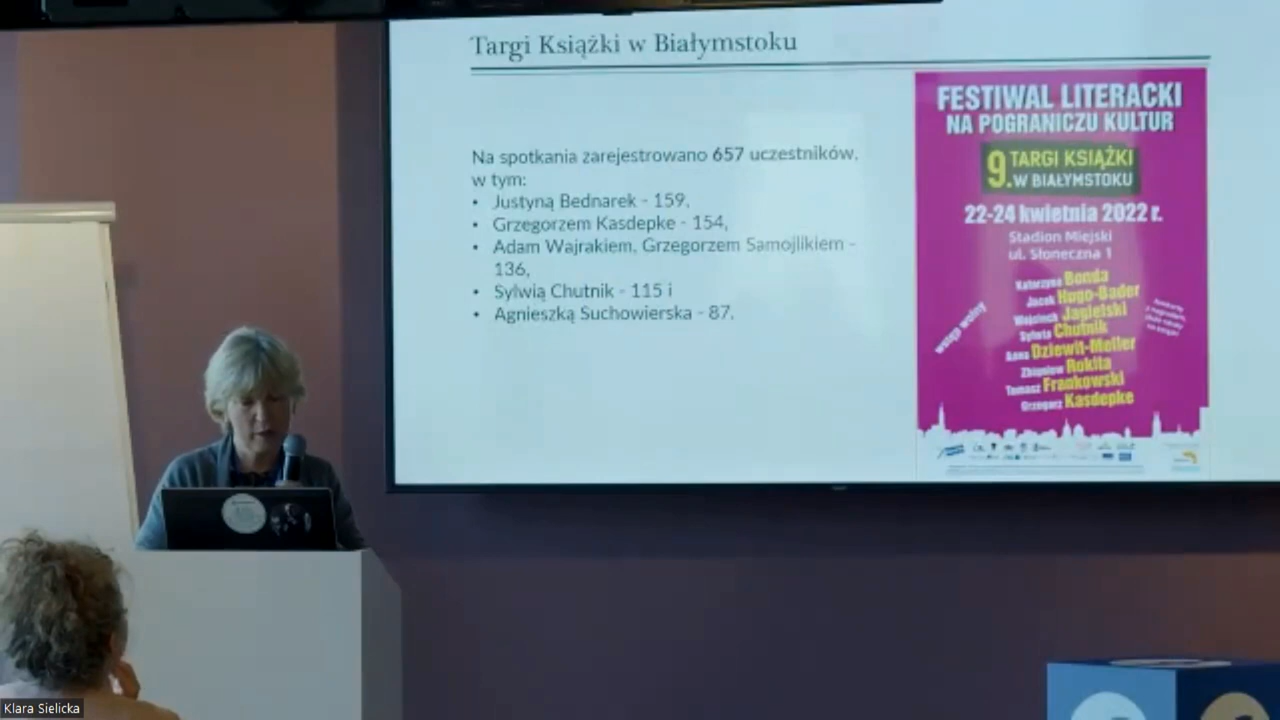 Targi Książki w Białymstoku
Na spotkania zarejestrowano 657 uczestników,
w tym:
• Justyną Bednarek - 159,
• Grzegorzem Kasdepke - 154,
• Adam Wajrakiem, Grzegorzem Samojlikiem -
136,
• Sylwią Chutnik - 115 i
• Agnieszką Suchowierska - 87.
FESTIWAL LITERACKI
NA POGRANICZU KULTUR
9. TARGI KSIĄŻKI
W BIAŁYMSTOKU
22-24 kwietnia 2022 r.
Stadion Miejski
ul. Słoneczna 1
Katarzyna Bonda
Jacek Hugo-Bader
Wojciech Jagielski
Sylwia Chutnik
Anna Dziewit-Meller
Zbigniew Rokita
Tomasz Frankowski
Grzegorz Kasdepke
wstęp wolny
Klara Sielicka